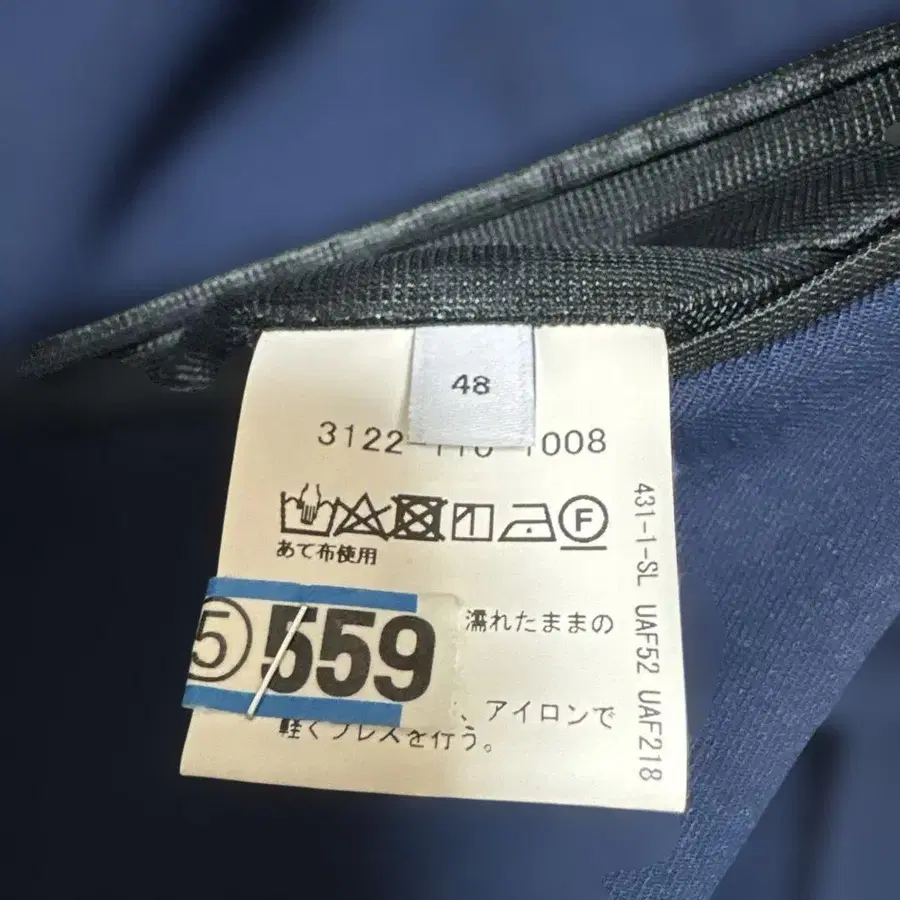 48
3122 1008
F
あて布使用
⑤559
濡れたままの
、アイロンで
軽くプレスを行う。
431-1-SL UAF52 UAF218